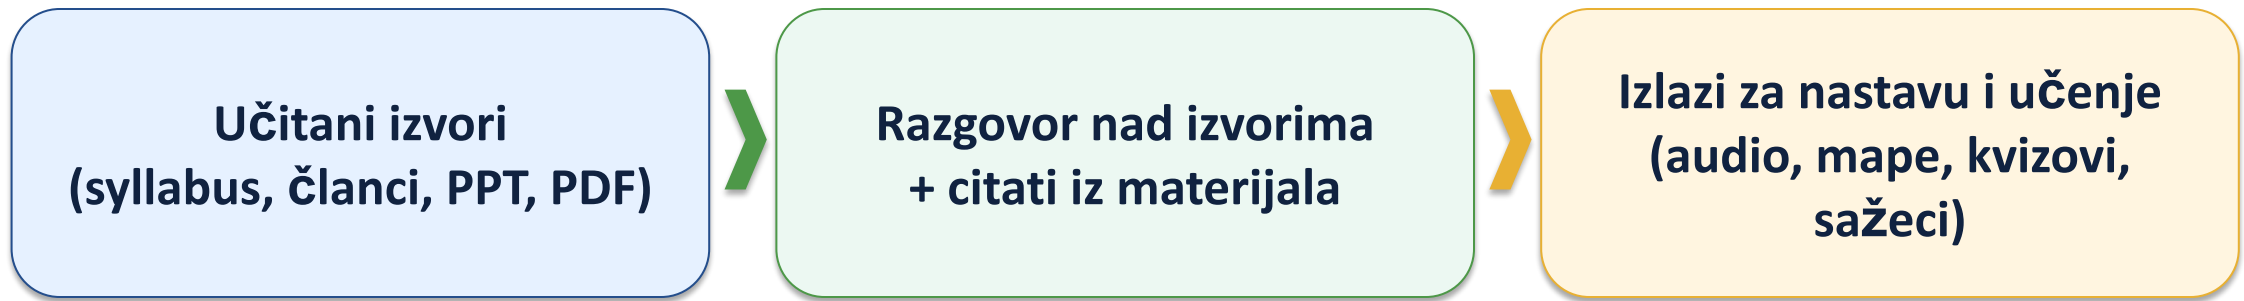 Učitani izvori
(syllabus, članci, PPT, PDF)
Razgovor nad izvorima
+ citati iz materijala
Izlazi za nastavu i učenje
(audio, mape, kvizovi,
sažeci)